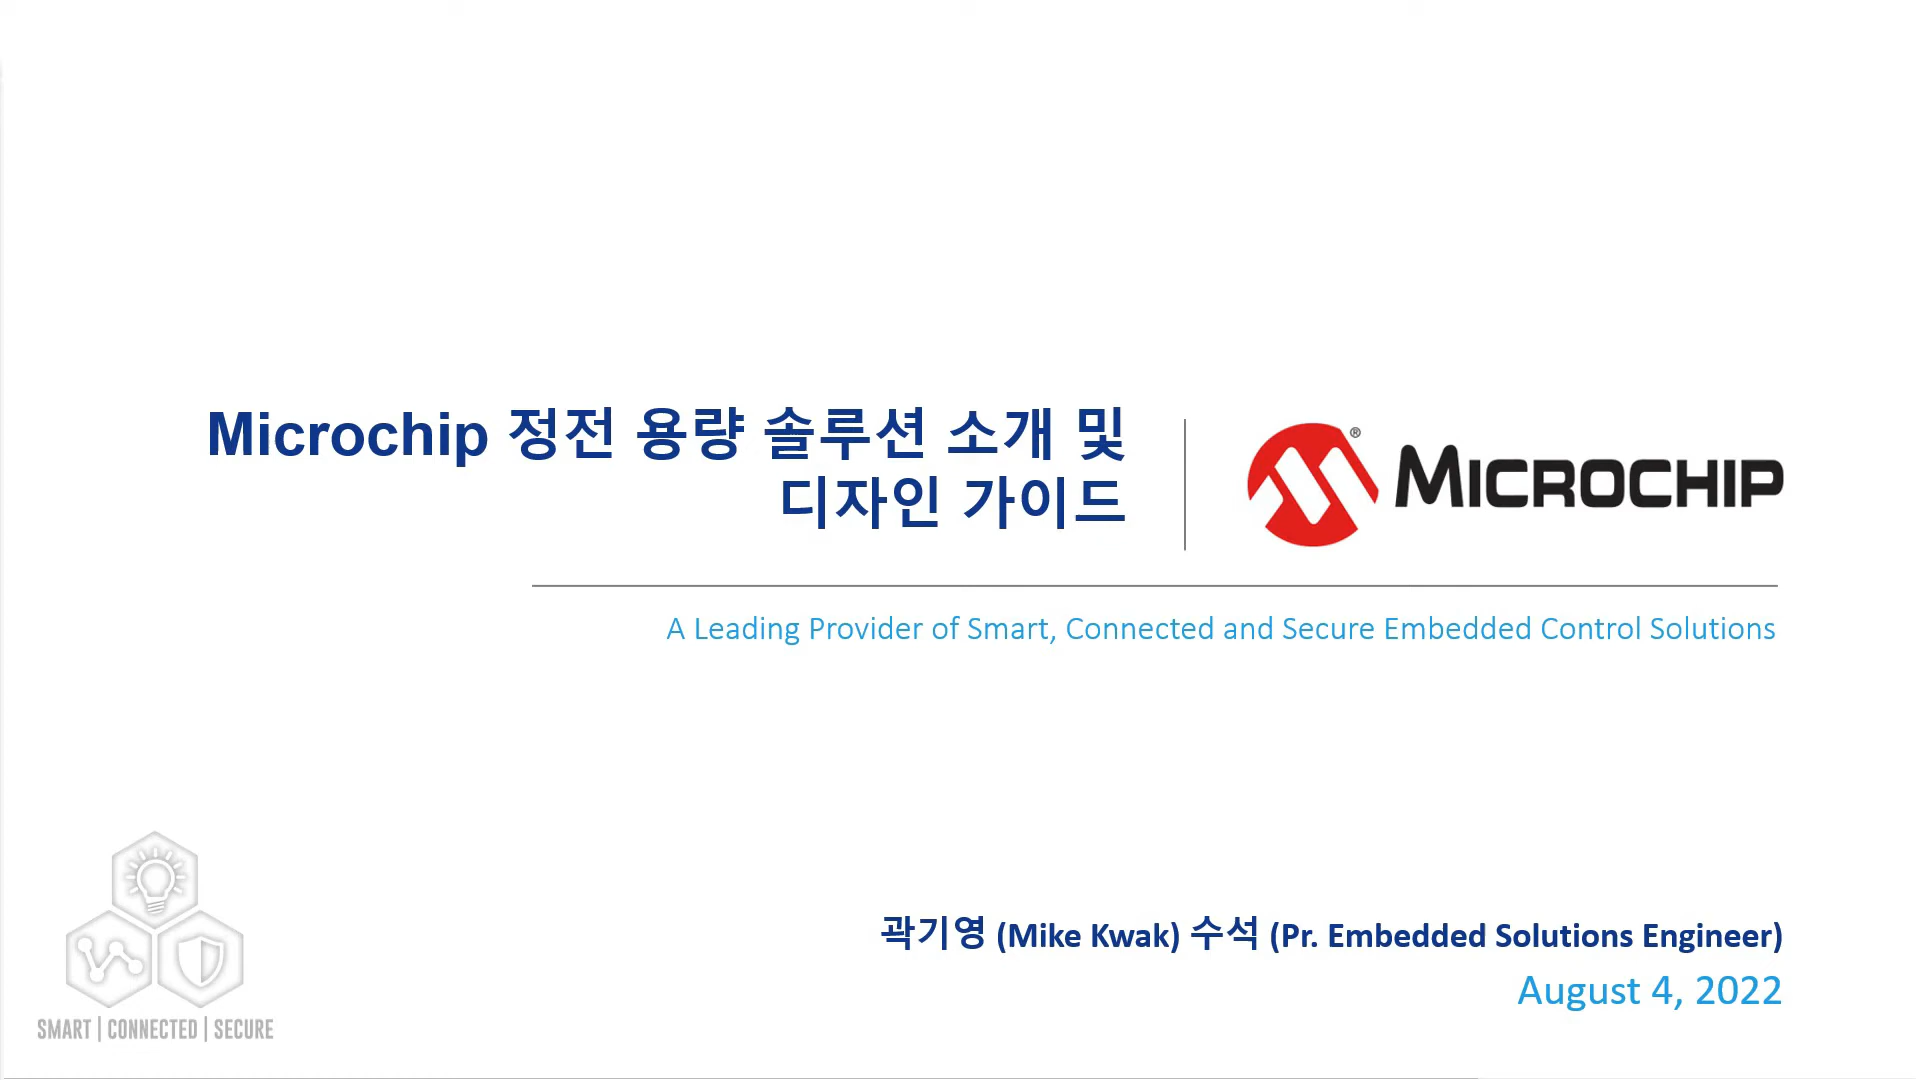 Microchip 정전 용량 솔루션 소개 및
디자인 가이드
® MICROCHIP
A Leading Provider of Smart, Connected and Secure Embedded Control Solutions
곽기영 (Mike Kwak) 수석 (Pr. Embedded Solutions Engineer)
August 4, 2022
SMART | CONNECTED | SECURE